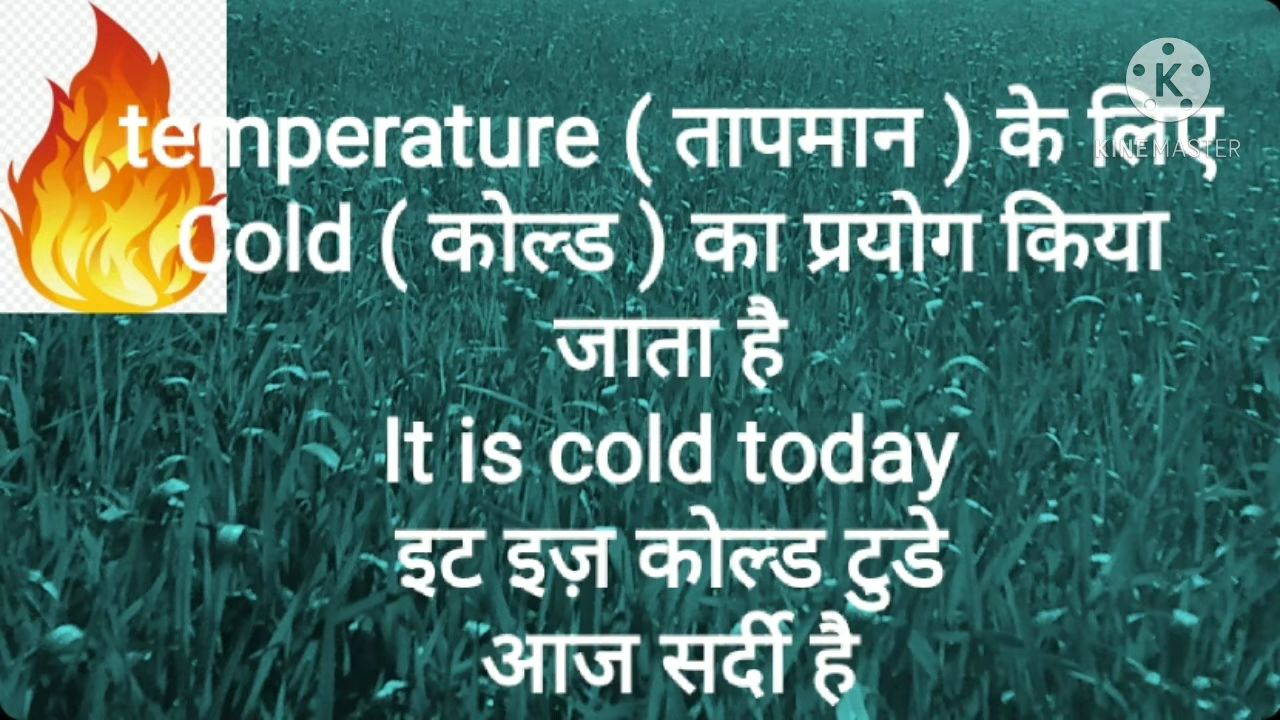 temperature ( तापमान ) के लिए
Cold ( कोल्ड ) का प्रयोग किया
जाता है
It is cold today
इट इज़ कोल्ड टुडे
आज सर्दी है
K
KINEMASTER